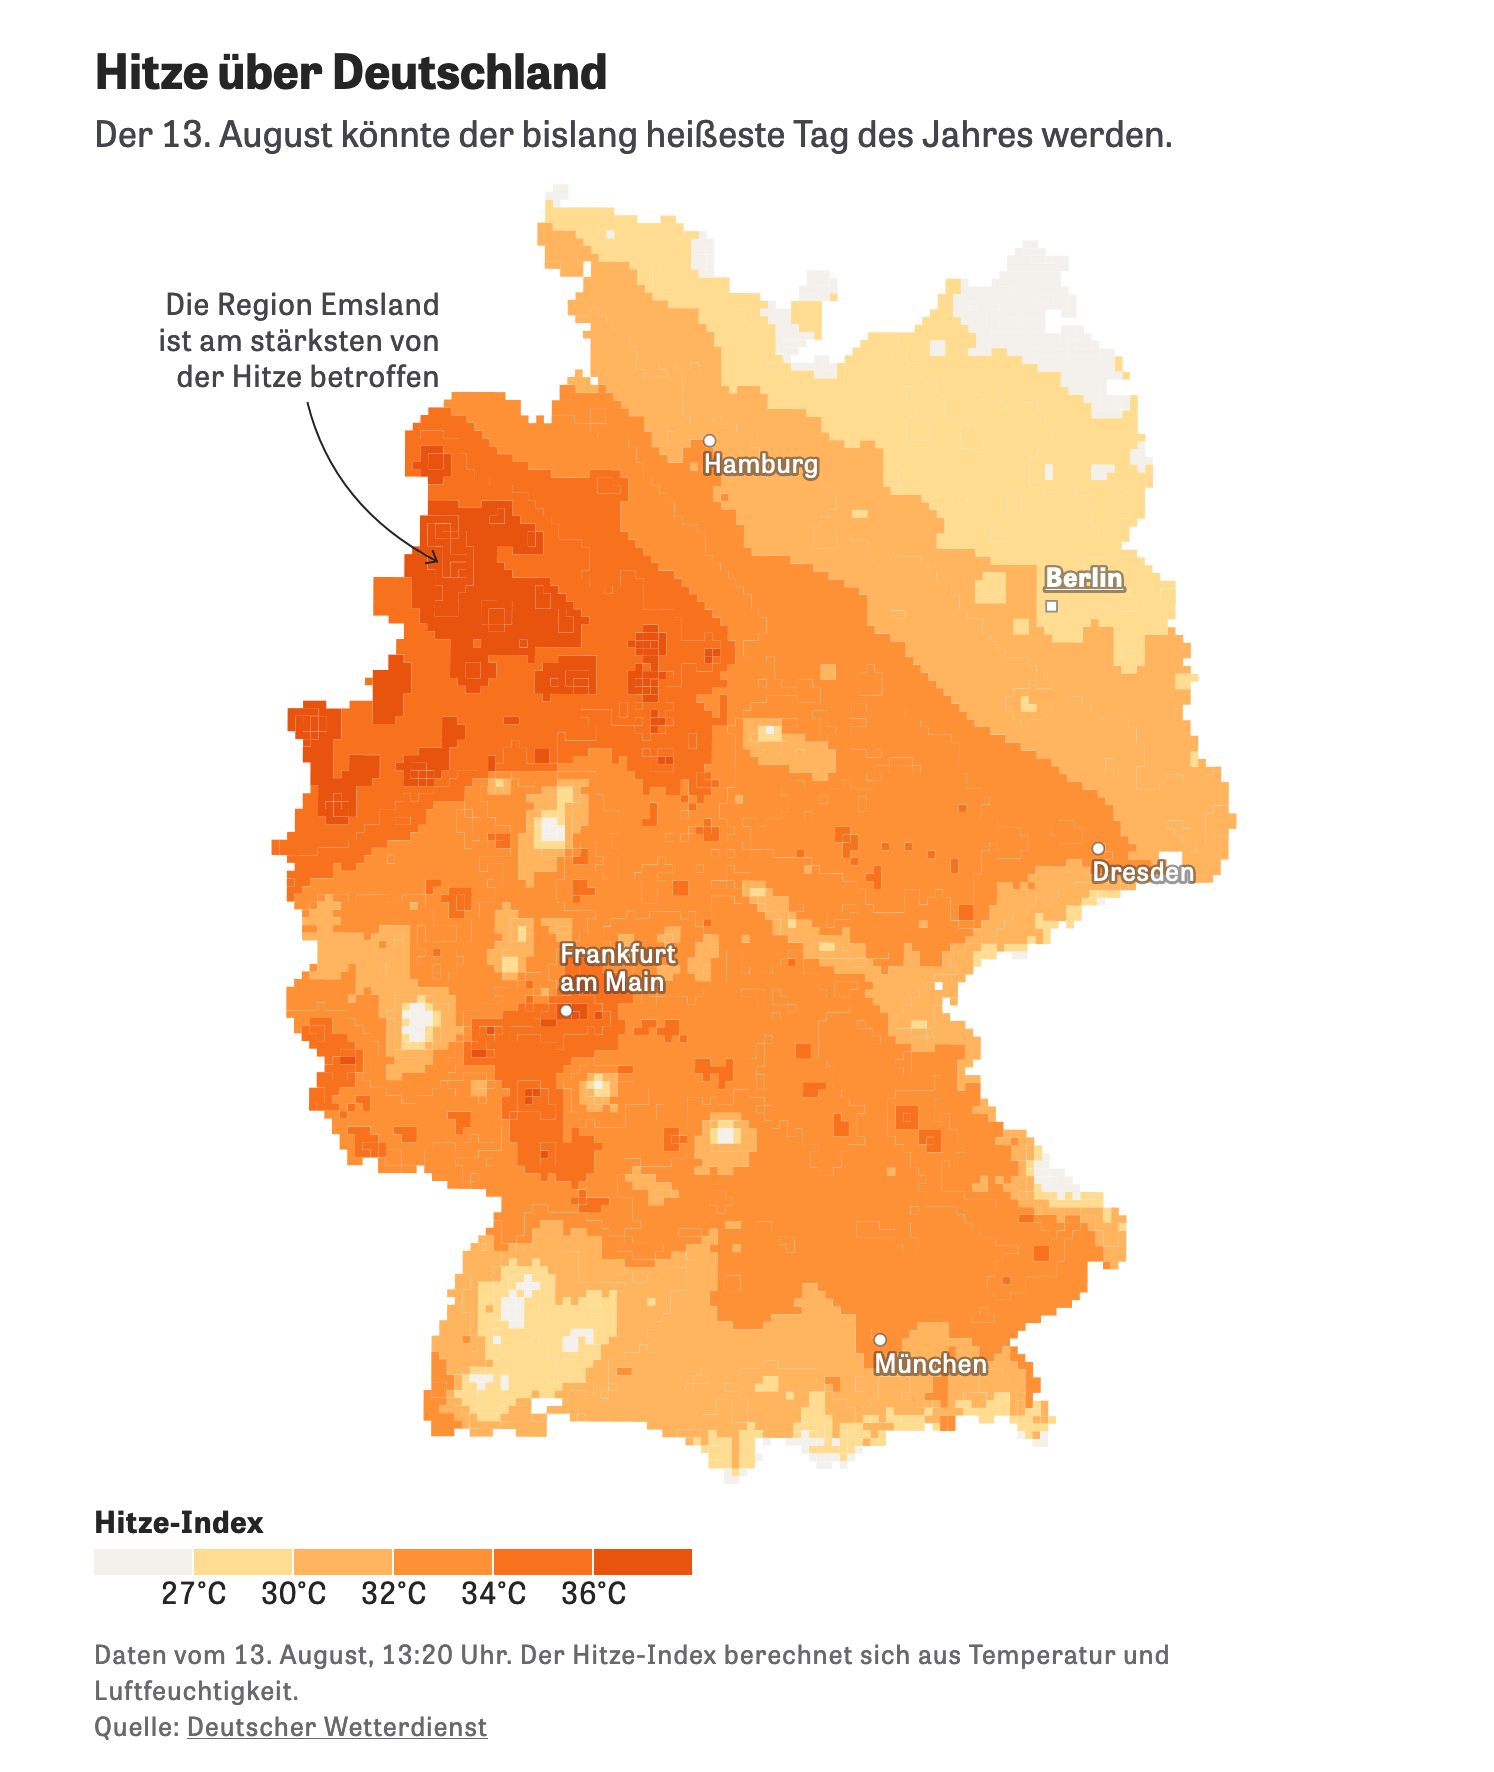 Hitze über Deutschland
Der 13. August könnte der bislang heißeste Tag des Jahres werden.
Die Region Emsland
ist am stärksten von
der Hitze betroffen
Hamburg
Berlin
Dresden
Frankfurt
am Main
München
Hitze-Index
27°C 30°C 32°C 34°C 36°C
Daten vom 13. August, 13:20 Uhr. Der Hitze-Index berechnet sich aus Temperatur und
Luftfeuchtigkeit.
Quelle: Deutscher Wetterdienst